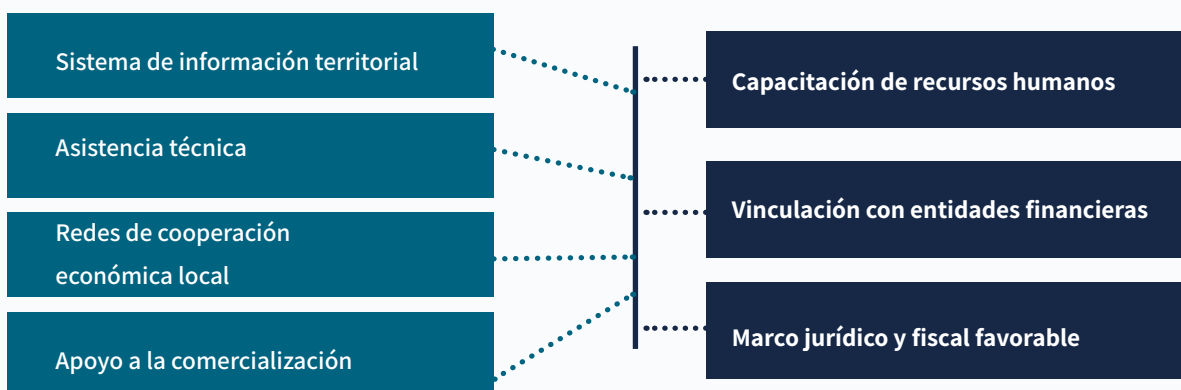 Sistema de información territorial
Asistencia técnica
Redes de cooperación
económica local
Apoyo a la comercialización
Capacitación de recursos humanos
Vinculación con entidades financieras
Marco jurídico y fiscal favorable